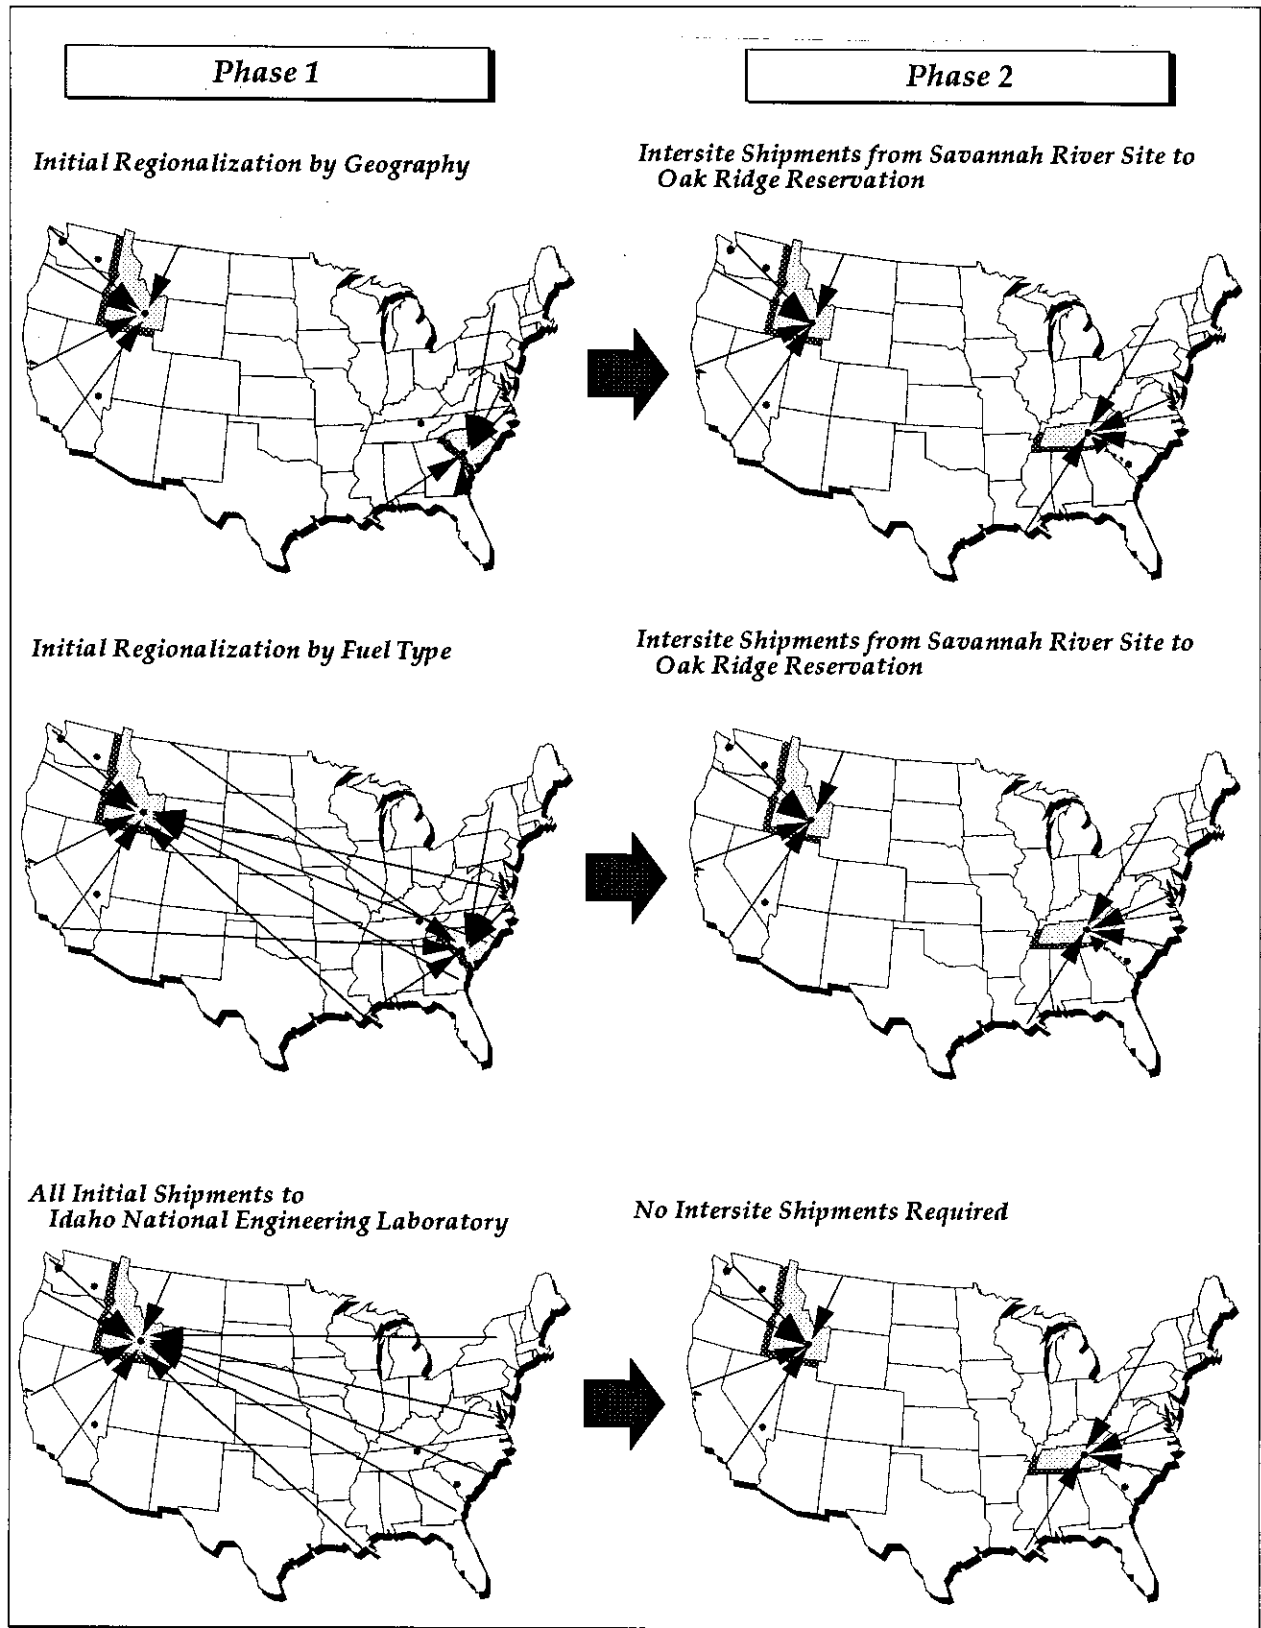 Phase 1
Phase 2
Initial Regionalization by Geography
Intersite Shipments from Savannah River Site to
Oak Ridge Reservation
Initial Regionalization by Fuel Type
Intersite Shipments from Savannah River Site to
Oak Ridge Reservation
All Initial Shipments to
Idaho National Engineering Laboratory
No Intersite Shipments Required